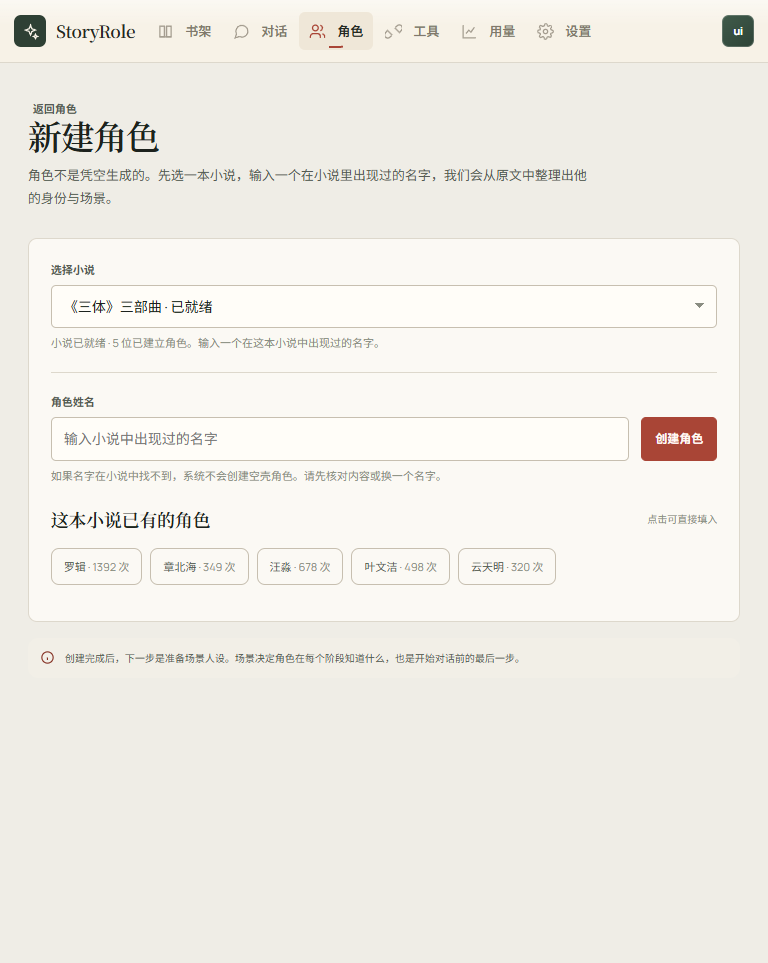 StoryRole 书架 对话 角色 工具 用量 设置 ui
返回角色
新建角色
角色不是凭空生成的。先选一本小说，输入一个在小说里出现过的名字，我们会从原文中整理出他
的身份与场景。
选择小说
《三体》三部曲 · 已就绪
小说已就绪 · 5 位已建立角色。输入一个在这本小说中出现过的名字。
角色姓名
输入小说中出现过的名字 创建角色
如果名字在小说中找不到，系统不会创建空壳角色。请先核对内容或换一个名字。
这本小说已有的角色 点击可直接填入
罗辑 · 1392 次 章北海 · 349 次 汪淼 · 678 次 叶文洁 · 498 次 云天明 · 320 次
创建完成后，下一步是准备场景人设。场景决定角色在每个阶段知道什么，也是开始对话前的最后一步。